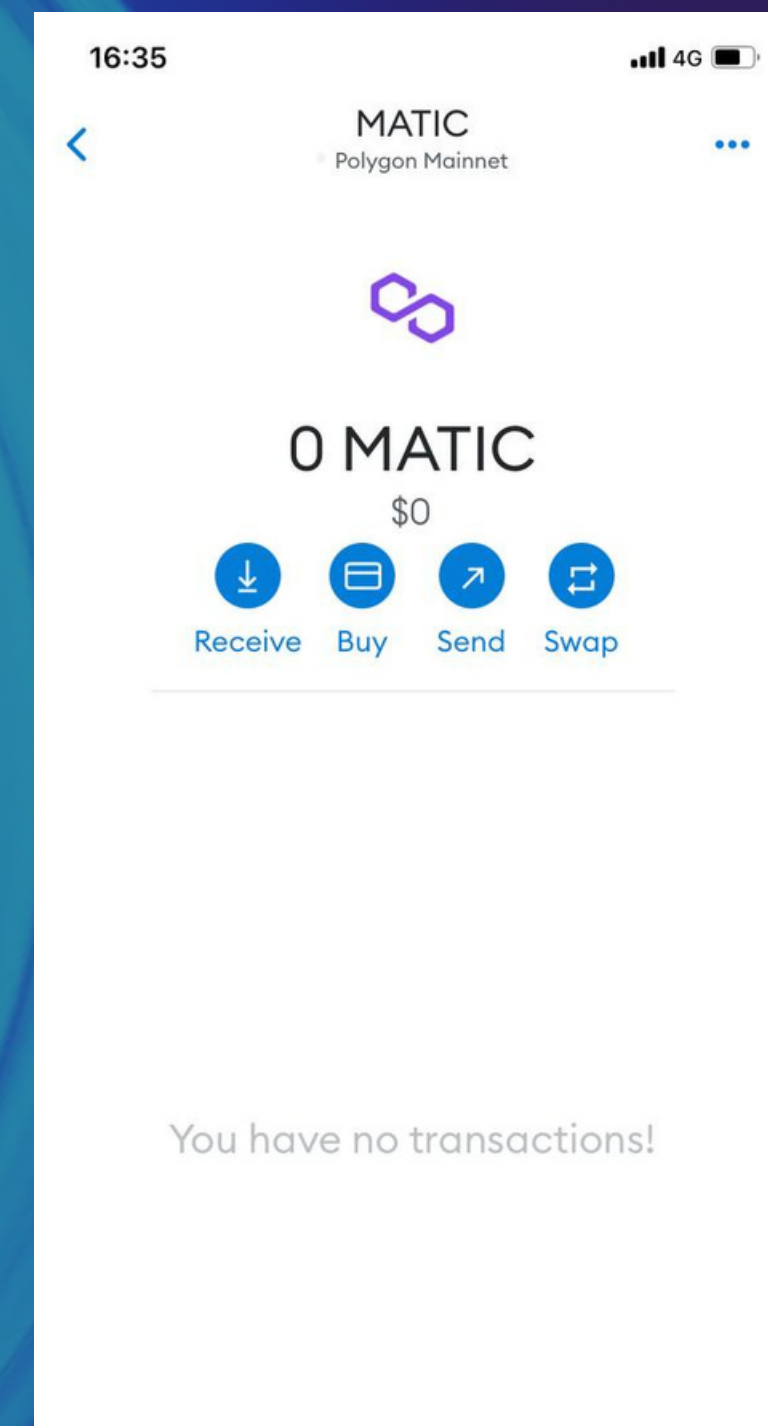 16:35
4G
MATIC
Polygon Mainnet
0 MATIC
$0
Receive Buy Send Swap
You have no transactions!